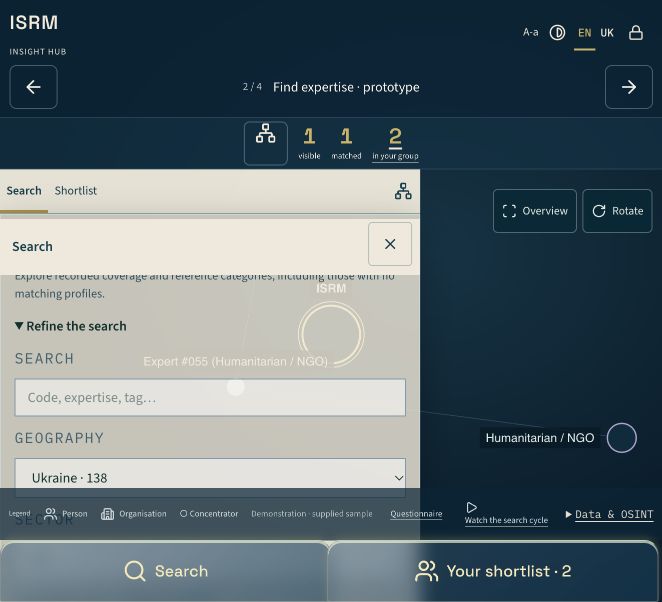 ISRM
INSIGHT HUB
A-a EN UK
2 / 4 Find expertise · prototype
1 visible
1 matched
2 in your group
Search Shortlist
Overview Rotate
Search
Explore recorded coverage and reference categories, including those with no
matching profiles.
ISRM
▼ Refine the search
SEARCH
Expert #055 (Humanitarian / NGO)
Code, expertise, tag...
GEOGRAPHY
Humanitarian / NGO
Ukraine · 138
SECTOR
Legend Person Organisation Concentrator Demonstration · supplied sample Questionnaire
Watch the search cycle
▶ Data & OSINT
Search
Your shortlist · 2